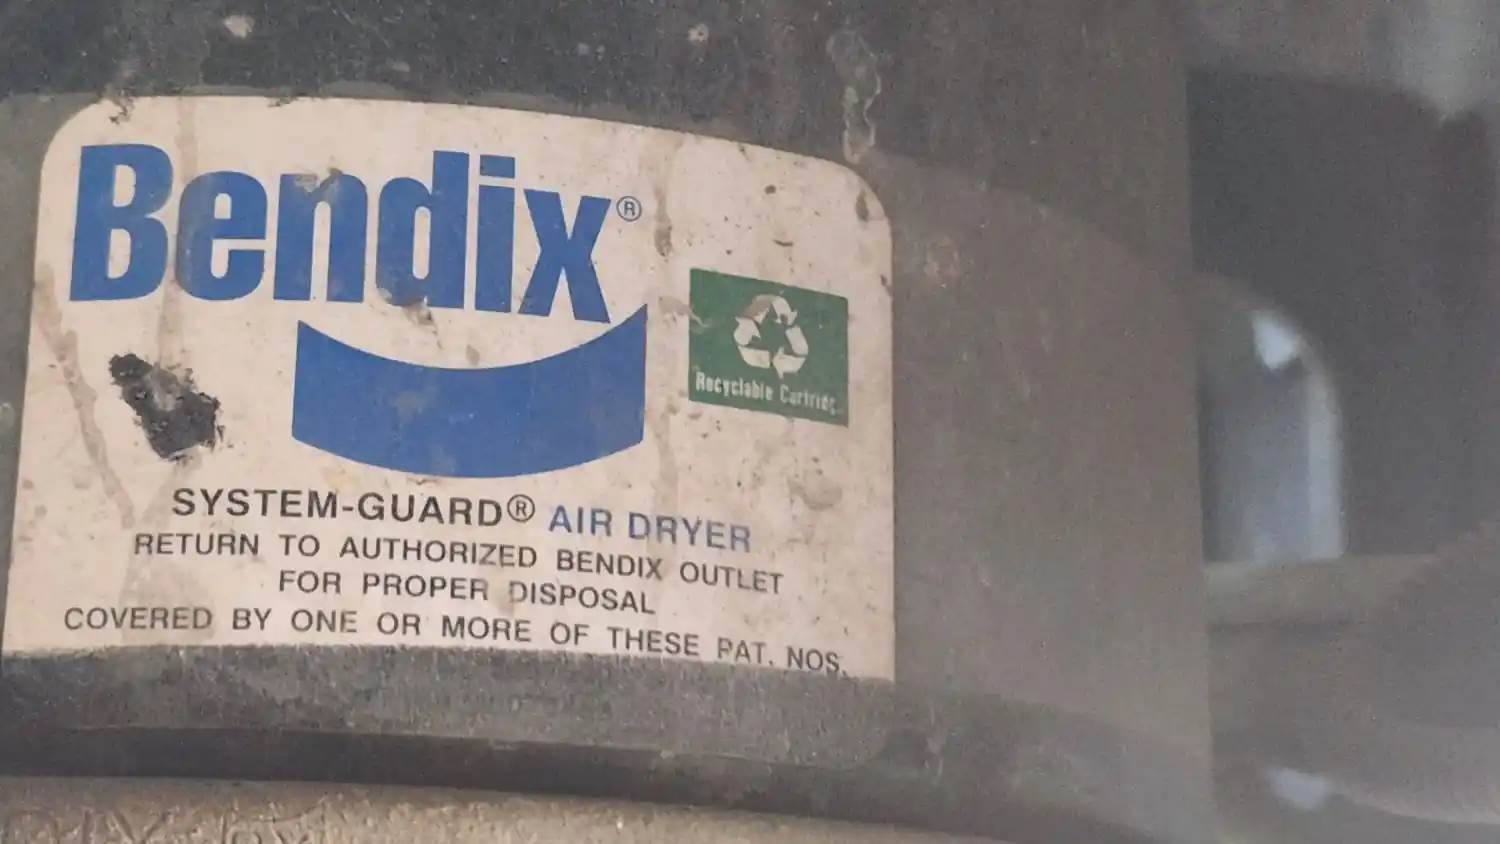 Bendix®
Recyclable Cartridg
SYSTEM-GUARD® AIR DRYER
RETURN TO AUTHORIZED BENDIX OUTLET
FOR PROPER DISPOSAL
COVERED BY ONE OR MORE OF THESE PAT. NOS.